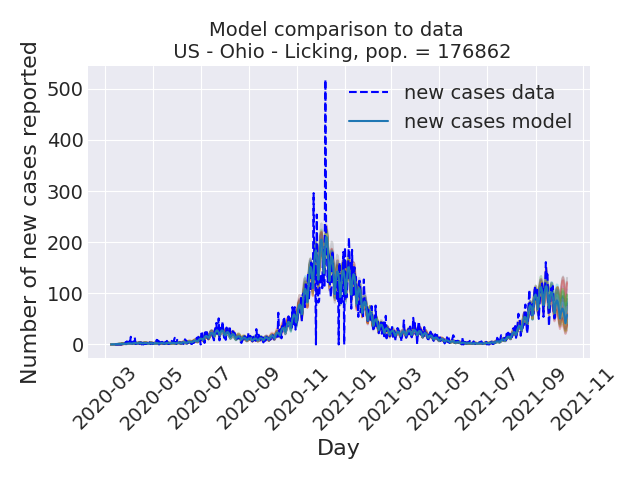 Model comparison to data
US - Ohio - Licking, pop. = 176862
Number of new cases reported
500
400
300
200
100
0
new cases data
new cases model
2020-03
2020-05
2020-07
2020-09
2020-11
2021-01
2021-03
2021-05
2021-07
2021-09
2021-11
Day